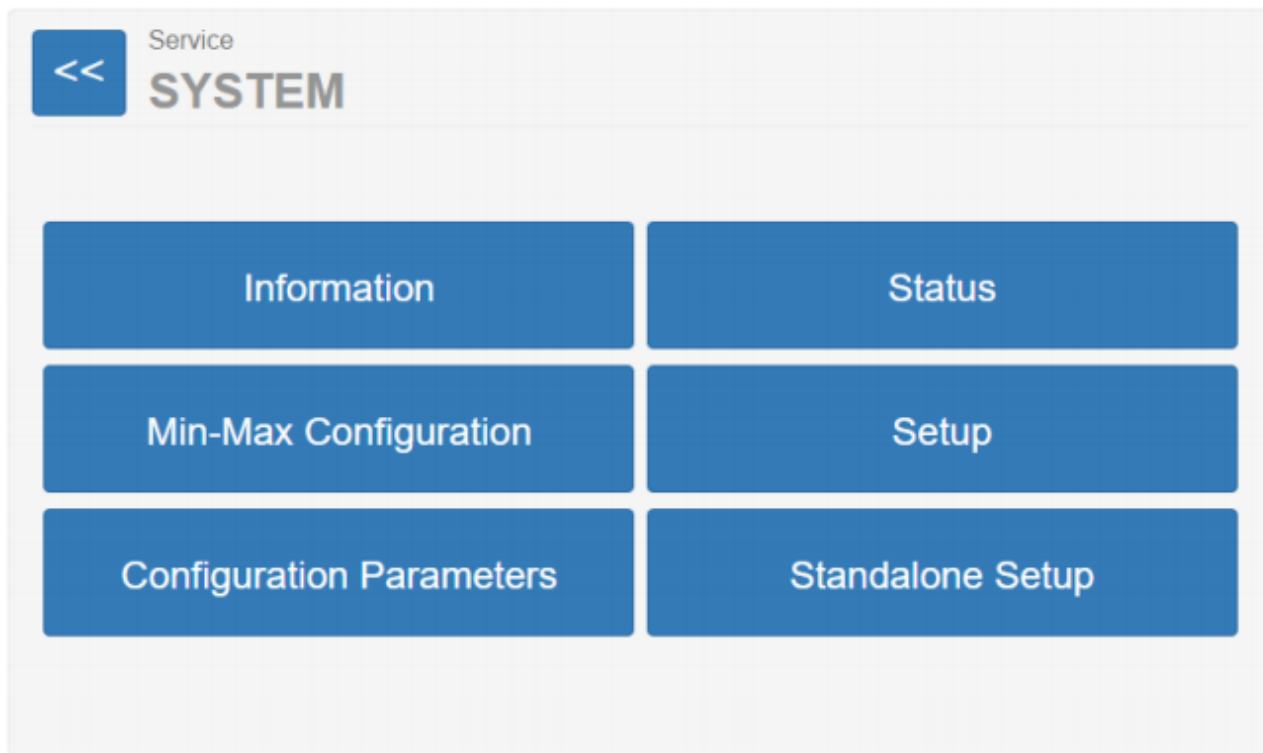 <<
Service
SYSTEM
Information
Status
Min-Max Configuration
Setup
Configuration Parameters
Standalone Setup